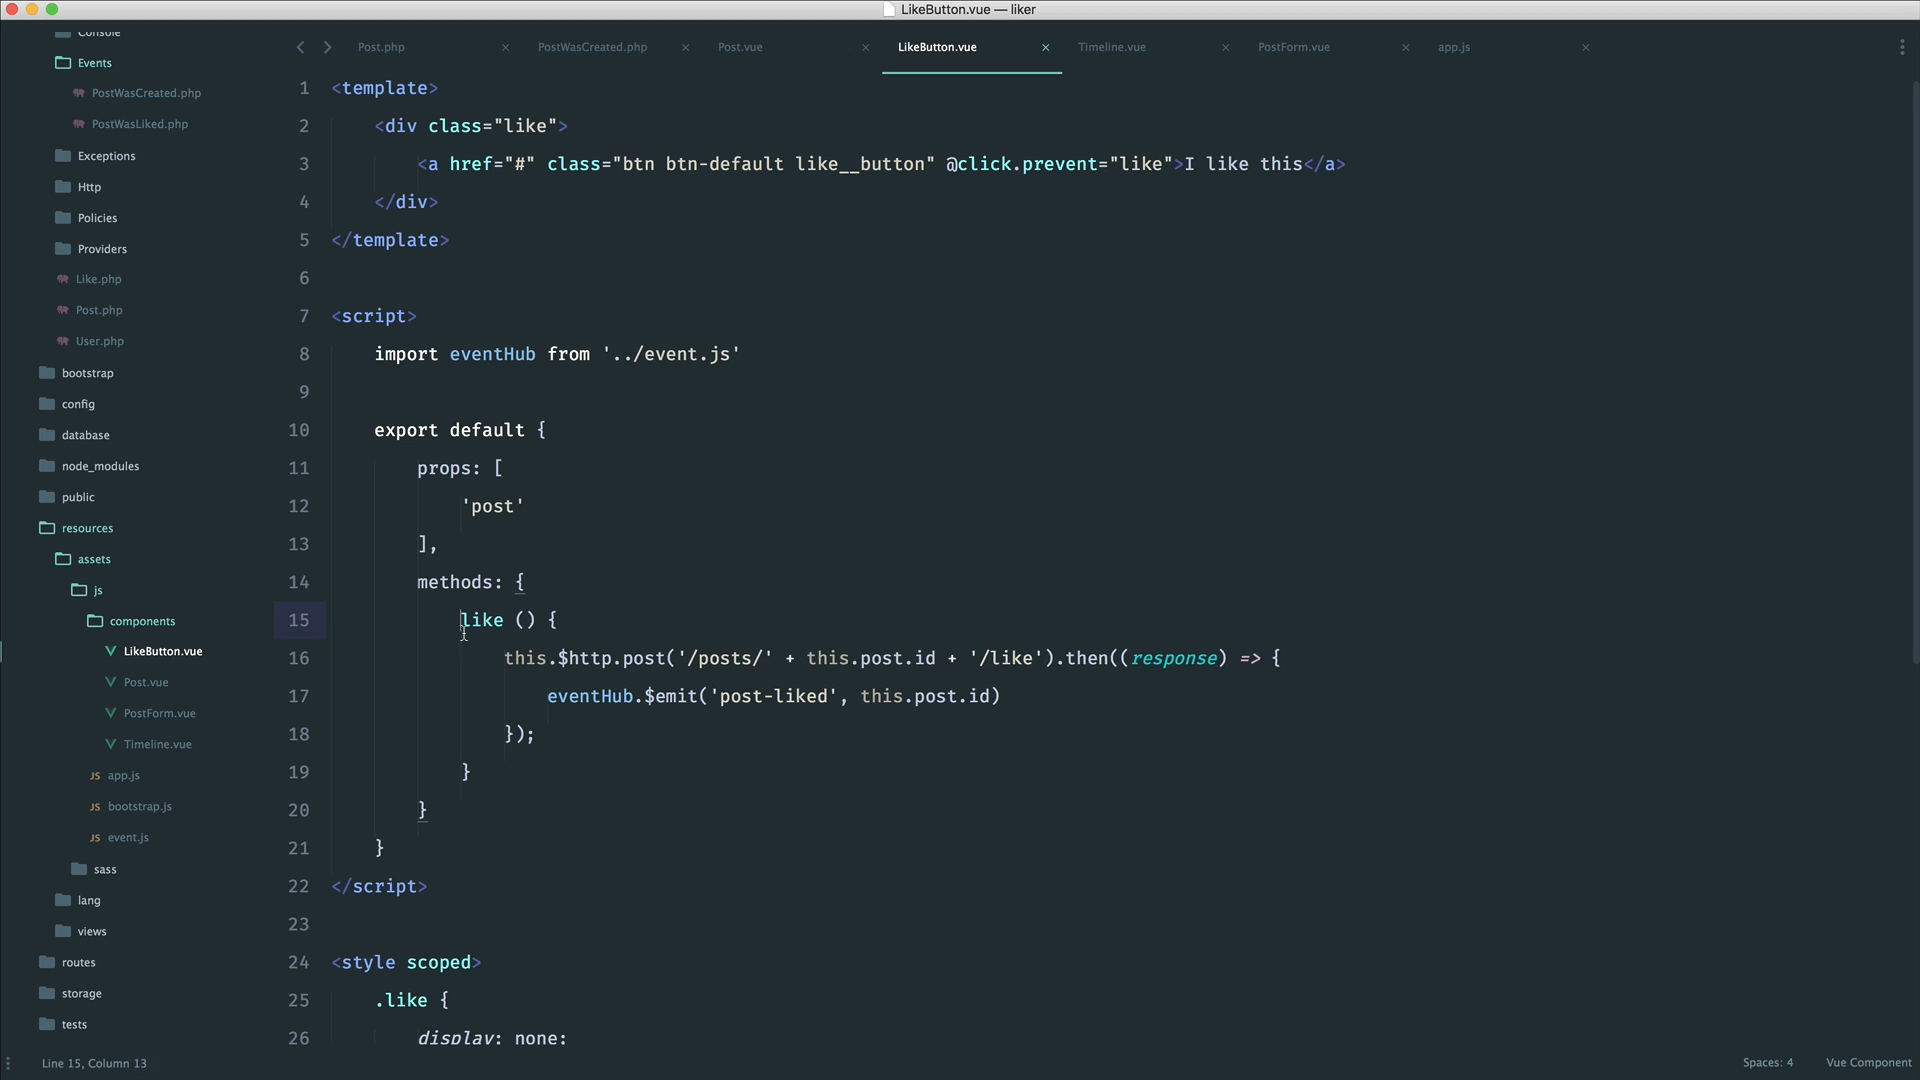 LikeButton.vue — liker
Console
Events
PostWasCreated.php
PostWasLiked.php
Exceptions
Http
Policies
Providers
Like.php
Post.php
User.php
bootstrap
config
database
node_modules
public
resources
assets
js
components
LikeButton.vue
Post.vue
PostForm.vue
Timeline.vue
JS app.js
JS bootstrap.js
JS event.js
sass
lang
views
routes
storage
tests
Post.php × PostWasCreated.php × Post.vue × LikeButton.vue × Timeline.vue × PostForm.vue × app.js ×
1 <template>
2 <div class="like">
3 <a href="#" class="btn btn-default like__button" @click.prevent="like">I like this</a>
4 </div>
5 </template>
6
7 <script>
8 import eventHub from '../event.js'
9
10 export default {
11 props: [
12 'post'
13 ],
14 methods: {
15 like () {
16 this.$http.post('/posts/' + this.post.id + '/like').then((response) => {
17 eventHub.$emit('post-liked', this.post.id)
18 });
19 }
20 }
21 }
22 </script>
23
24 <style scoped>
25 .like {
26 display: none;
Line 15, Column 13
Spaces: 4 Vue Component